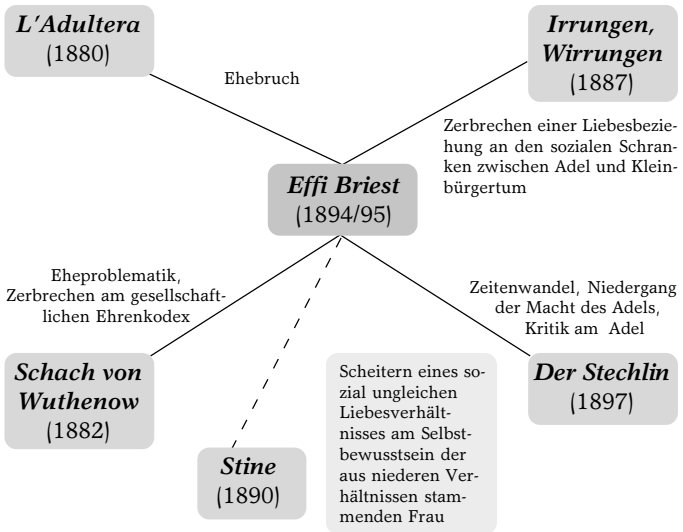 L'Adultera
(1880)
Irrungen,
Wirrungen
(1887)
Ehebruch
Zerbrechen einer Liebesbezie-
hung an den sozialen Schran-
ken zwischen Adel und Klein-
bürgertum
Effi Briest
(1894/95)
Eheproblematik,
Zerbrechen am gesellschaft-
lichen Ehrenkodex
Zeitenwandel, Niedergang
der Macht des Adels,
Kritik am Adel
Schach von
Wuthenow
(1882)
Scheitern eines so-
zial ungleichen
Liebesverhält-
nisses am Selbst-
bewusstsein der
aus niederen Ver-
hältnissen stam-
menden Frau
Der Stechlin
(1897)
Stine
(1890)